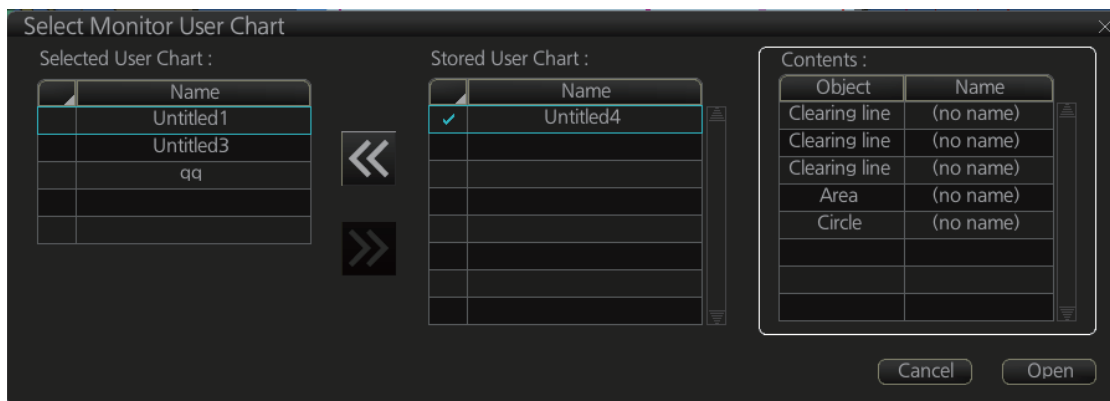 Select Monitor User Chart
Selected User Chart :
Name
Untitled1
Untitled3
qq
Stored User Chart :
Name
Untitled4
Contents :
Object Name
Clearing line (no name)
Clearing line (no name)
Clearing line (no name)
Area (no name)
Circle (no name)
Cancel Open